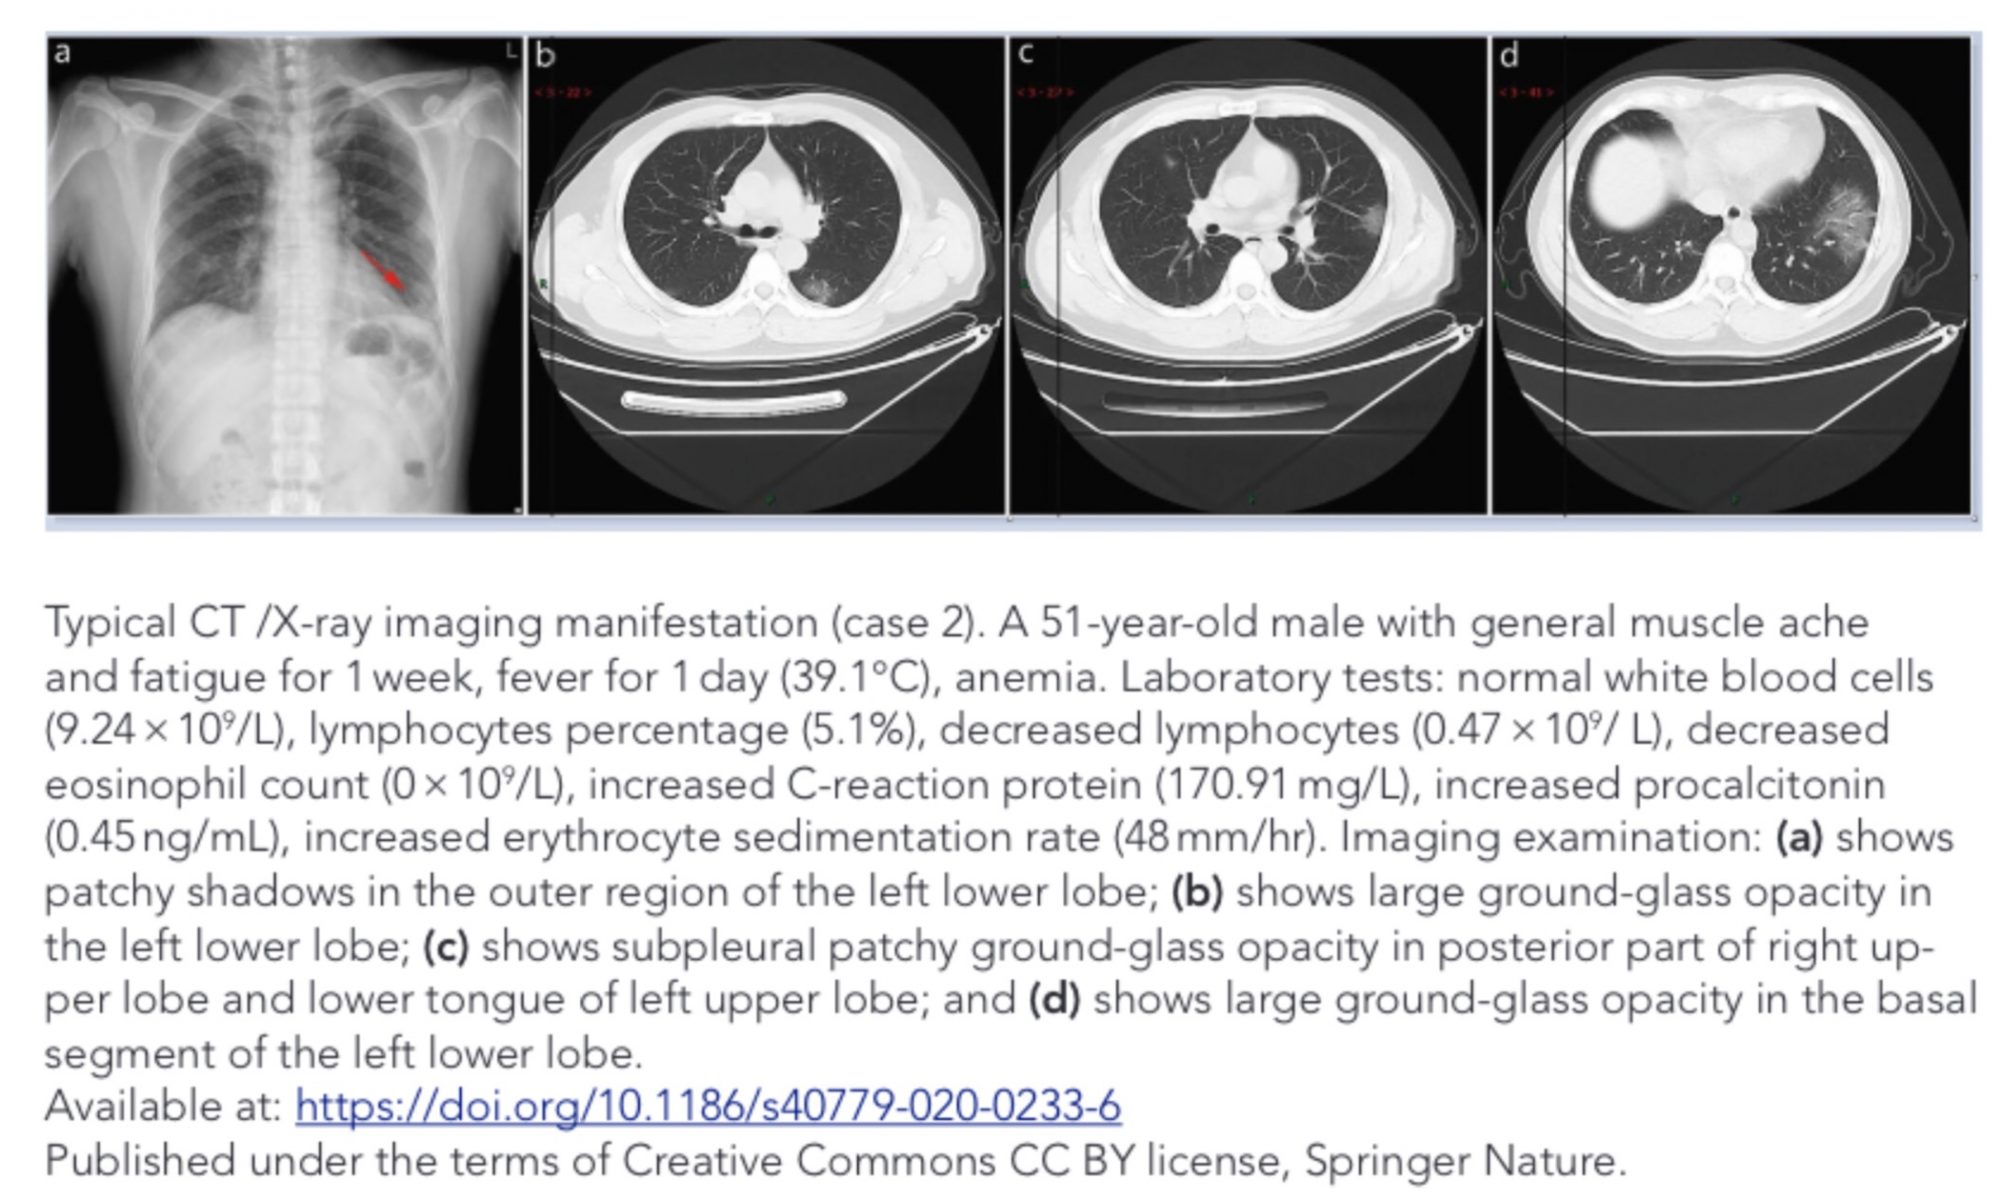 a
L
b
c
d
< 3 - 22 >
< 3 - 27 >
< 3 - 41 >
R
Typical CT /X-ray imaging manifestation (case 2). A 51-year-old male with general muscle ache
and fatigue for 1 week, fever for 1 day (39.1°C), anemia. Laboratory tests: normal white blood cells
(9.24 × 10⁹/L), lymphocytes percentage (5.1%), decreased lymphocytes (0.47 × 10⁹/ L), decreased
eosinophil count (0 × 10⁹/L), increased C-reaction protein (170.91 mg/L), increased procalcitonin
(0.45 ng/mL), increased erythrocyte sedimentation rate (48 mm/hr). Imaging examination: (a) shows
patchy shadows in the outer region of the left lower lobe; (b) shows large ground-glass opacity in
the left lower lobe; (c) shows subpleural patchy ground-glass opacity in posterior part of right up-
per lobe and lower tongue of left upper lobe; and (d) shows large ground-glass opacity in the basal
segment of the left lower lobe.
Available at: https://doi.org/10.1186/s40779-020-0233-6
Published under the terms of Creative Commons CC BY license, Springer Nature.